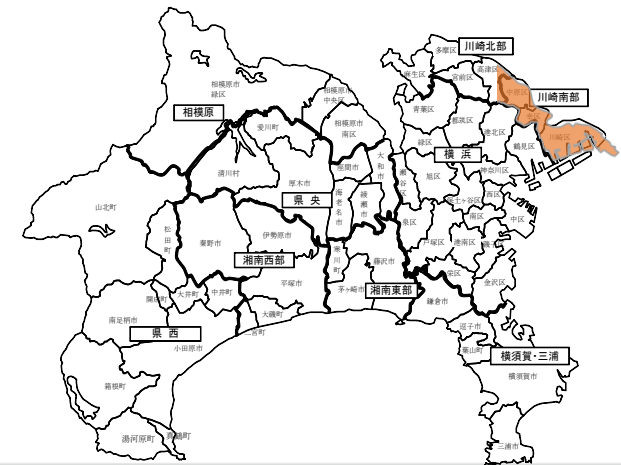 多摩区
川崎北部
麻生区
宮前区
高津区
中原区
川崎南部
幸区
川崎区
相模原市
緑区
相模原市
中央区
相模原
愛川町
相模原市
南区
青葉区
都筑区
港北区
鶴見区
緑区
横 浜
神奈川区
旭区
瀬谷区
保土ヶ谷区
西区
中区
南区
泉区
戸塚区
港南区
磯子区
栄区
金沢区
座間市
大和市
清川村
厚木市
県 央
海老名市
綾瀬市
山北町
松田町
秦野市
伊勢原市
湘南西部
平塚市
寒川町
藤沢市
茅ヶ崎市
湘南東部
鎌倉市
開成町
大井町
中井町
大磯町
二宮町
南足柄市
県 西
小田原市
箱根町
湯河原町
真鶴町
逗子市
葉山町
横須賀・三浦
横須賀市
三浦市